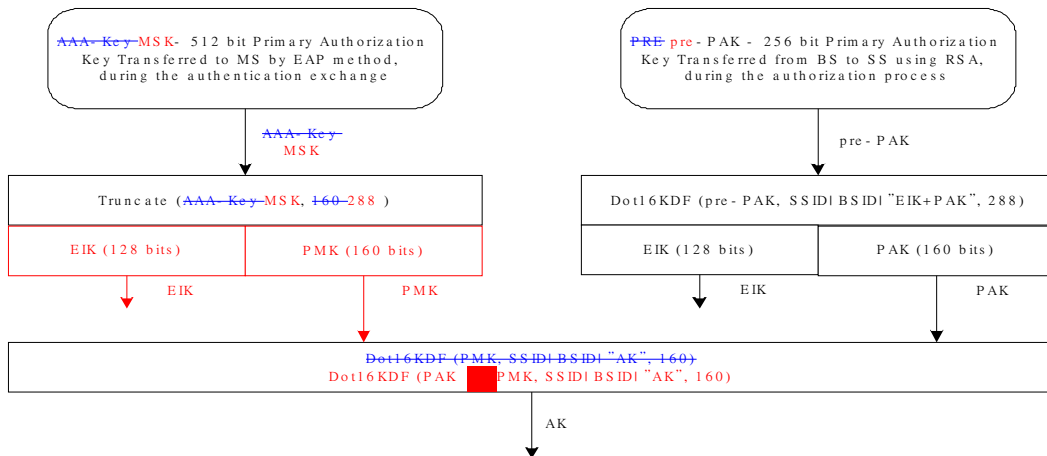 AAA-Key MSK- 512 bit Primary Authorization
Key Transferred to MS by EAP method,
during the authentication exchange
PRE pre-PAK - 256 bit Primary Authorization
Key Transferred from BS to SS using RSA,
during the authorization process
AAA-Key
MSK
pre-PAK
Truncate (AAA-Key MSK, 160 288 )
Dot16KDF (pre-PAK, SSID| BSID| "EIK+PAK", 288)
EIK (128 bits)
PMK (160 bits)
EIK (128 bits)
PAK (160 bits)
EIK
PMK
EIK
PAK
Dot16KDF (PMK, SSID| BSID| "AK", 160)
Dot16KDF (PAK PMK, SSID| BSID| "AK", 160)
AK